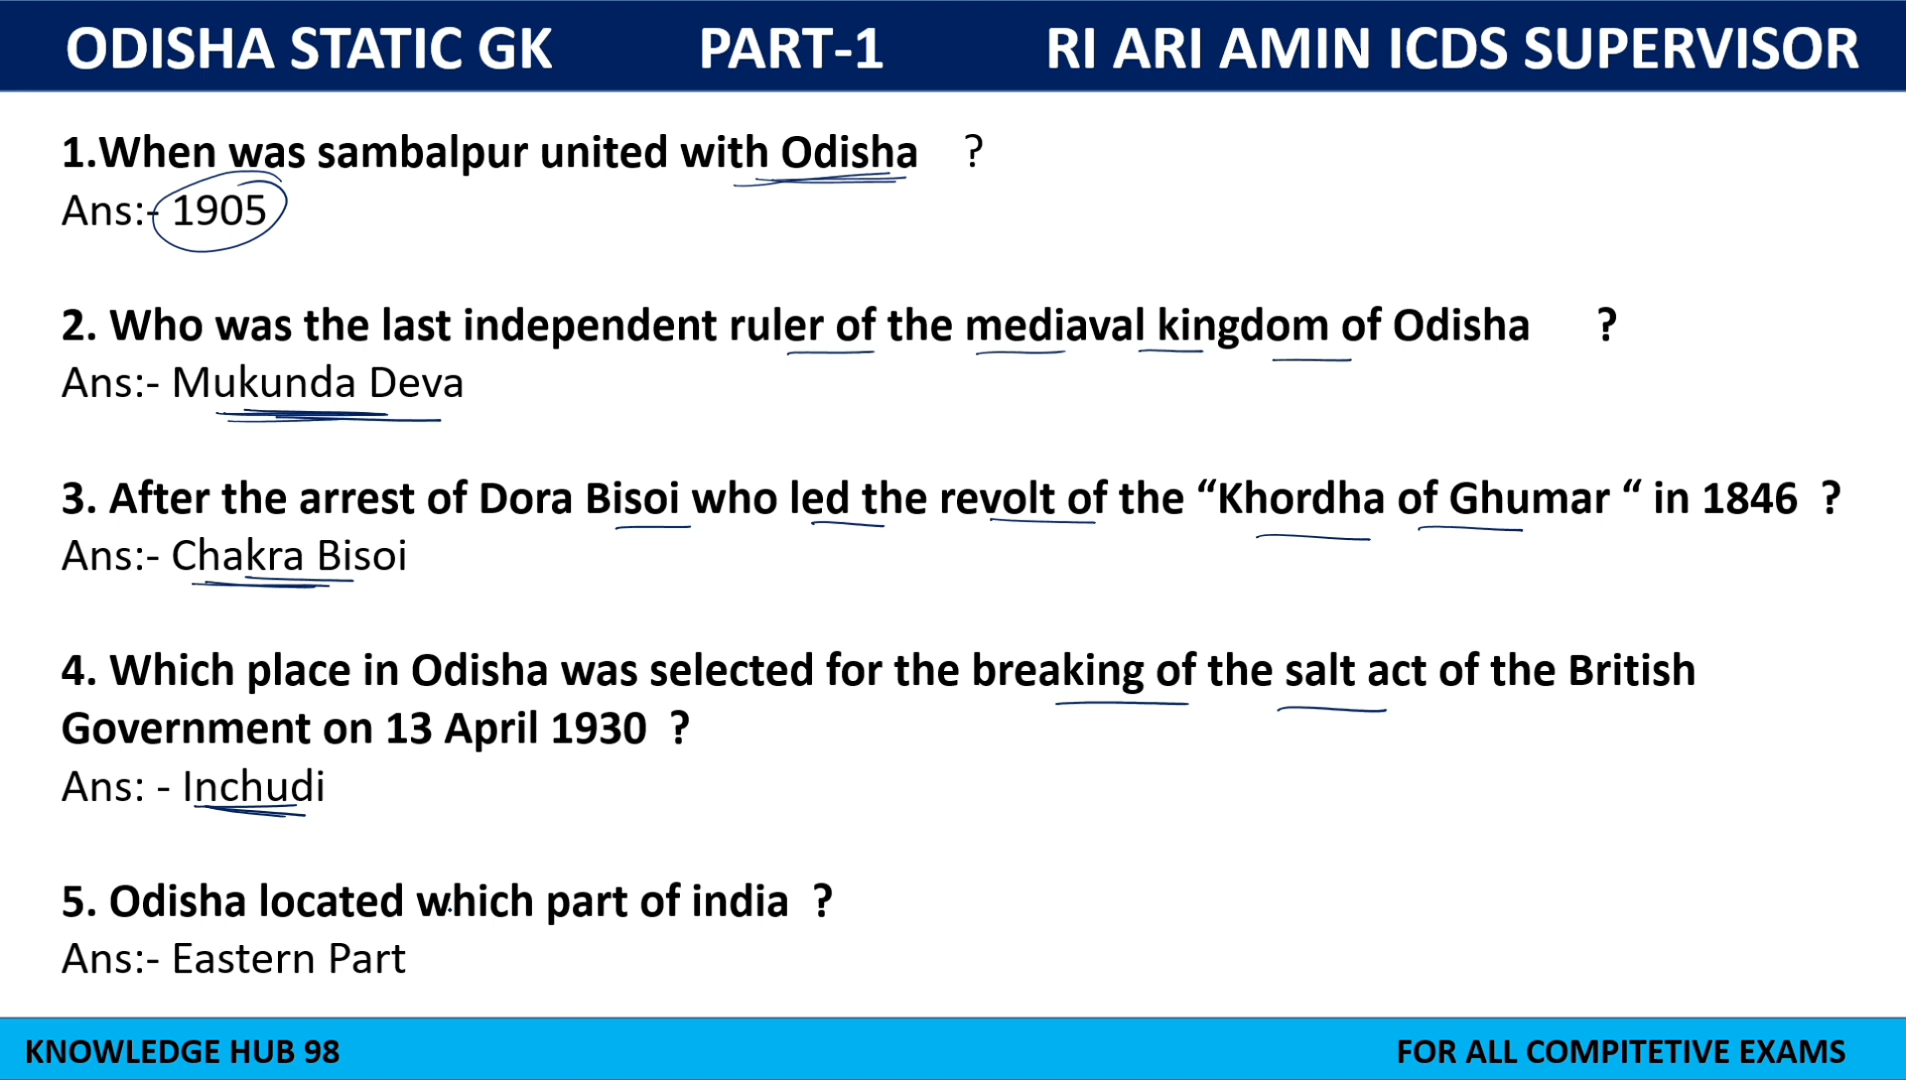 ODISHA STATIC GK PART-1 RI ARI AMIN ICDS SUPERVISOR
1.When was sambalpur united with Odisha ?
Ans:- 1905
2. Who was the last independent ruler of the mediaval kingdom of Odisha ?
Ans:- Mukunda Deva
3. After the arrest of Dora Bisoi who led the revolt of the “Khordha of Ghumar “ in 1846 ?
Ans:- Chakra Bisoi
4. Which place in Odisha was selected for the breaking of the salt act of the British
Government on 13 April 1930 ?
Ans: - Inchudi
5. Odisha located which part of india ?
Ans:- Eastern Part
KNOWLEDGE HUB 98 FOR ALL COMPITETIVE EXAMS